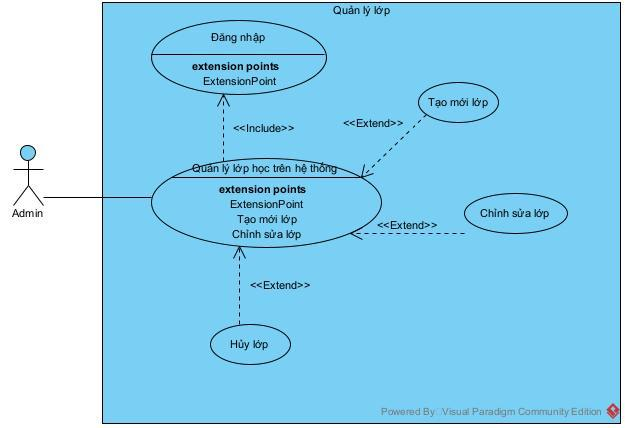 Quản lý lớp
Đăng nhập
extension points
ExtensionPoint
<<Include>>
Tạo mới lớp
<<Extend>>
Quản lý lớp học trên hệ thống
extension points
ExtensionPoint
Tạo mới lớp
Chỉnh sửa lớp
Admin
Chỉnh sửa lớp
<<Extend>>
<<Extend>>
Hủy lớp
Powered By Visual Paradigm Community Edition